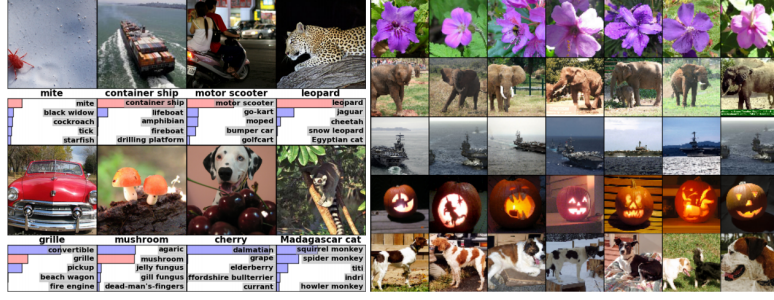 mite
container ship
motor scooter
leopard
mite
black widow
cockroach
tick
starfish
container ship
lifeboat
amphibian
fireboat
drilling platform
motor scooter
go-kart
moped
bumper car
golfcart
leopard
jaguar
cheetah
snow leopard
Egyptian cat
grille
mushroom
cherry
Madagascar cat
convertible
grille
pickup
beach wagon
fire engine
agaric
mushroom
jelly fungus
gill fungus
dead-man's-fingers
dalmatian
grape
elderberry
ffordshire bullterrier
currant
squirrel monkey
spider monkey
titi
indri
howler monkey